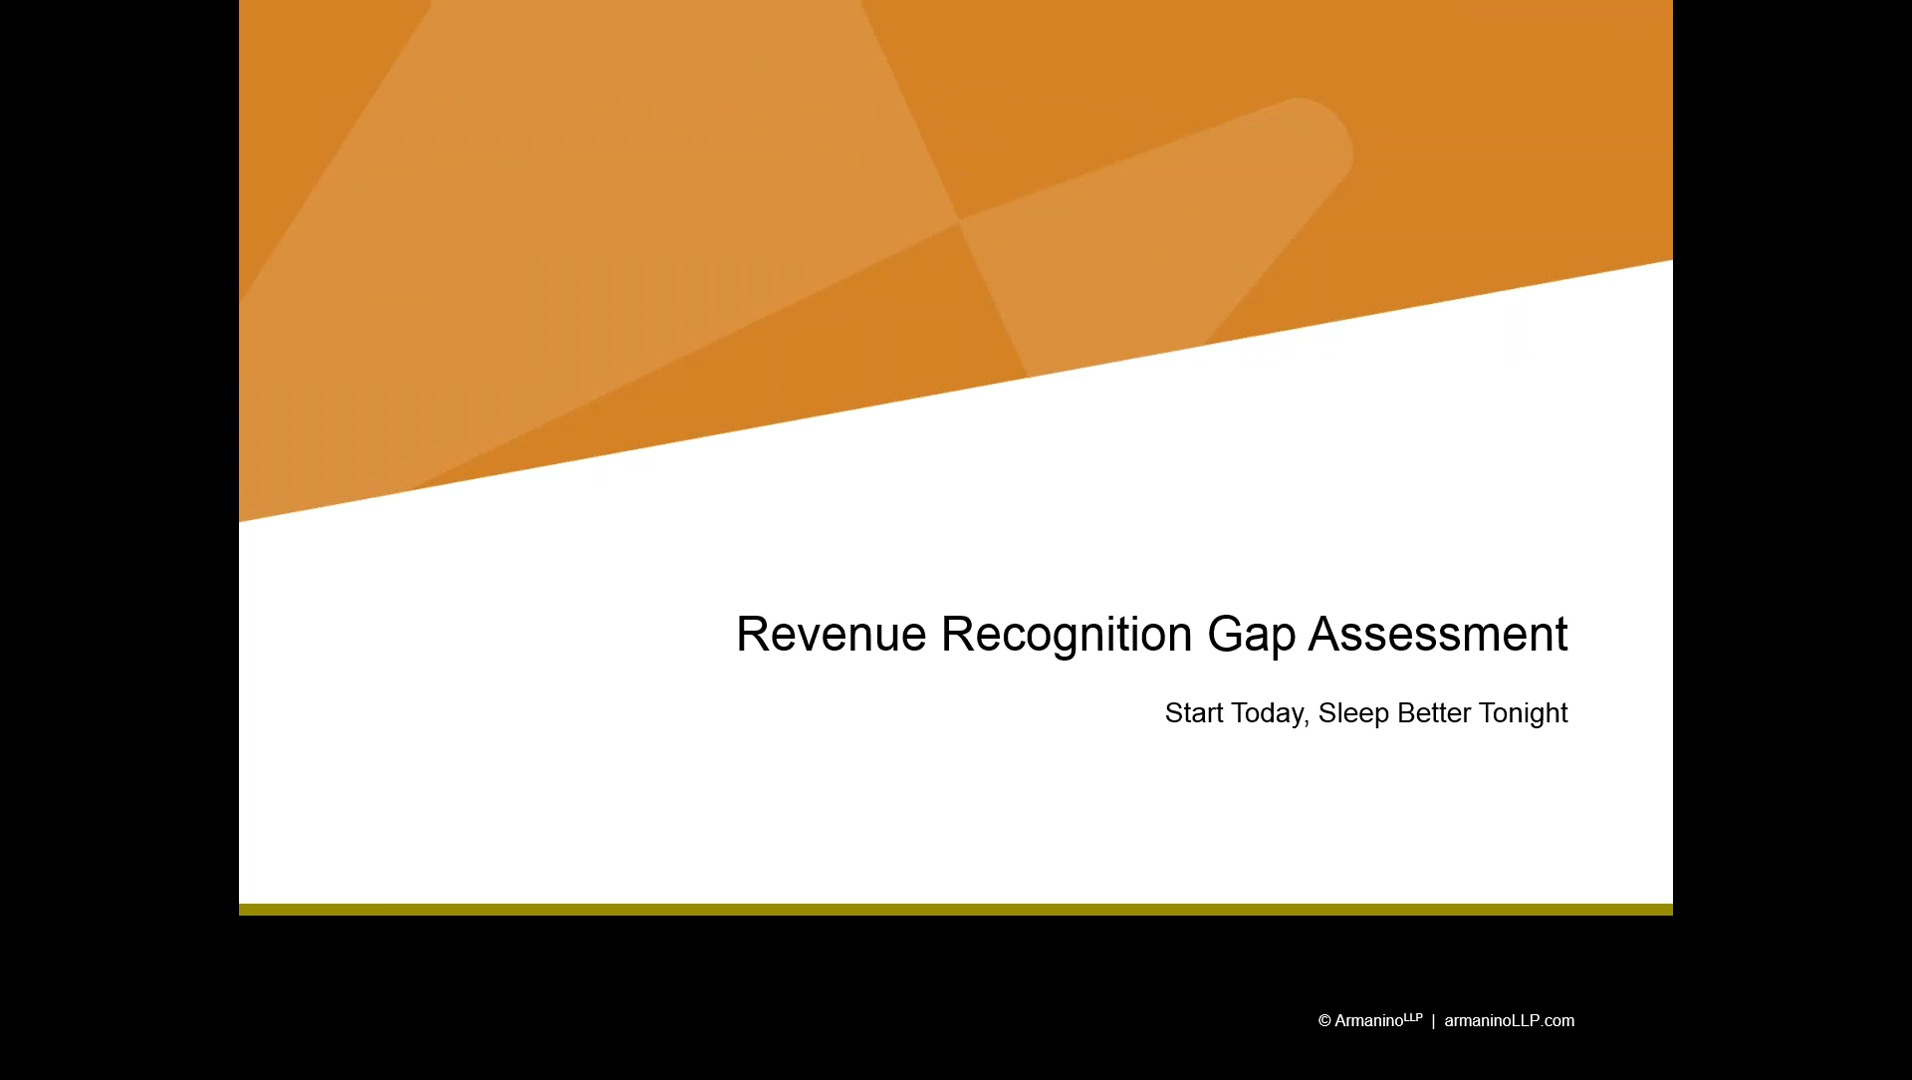 Revenue Recognition Gap Assessment
Start Today, Sleep Better Tonight
© ArmaninoLLP | armaninoLLP.com